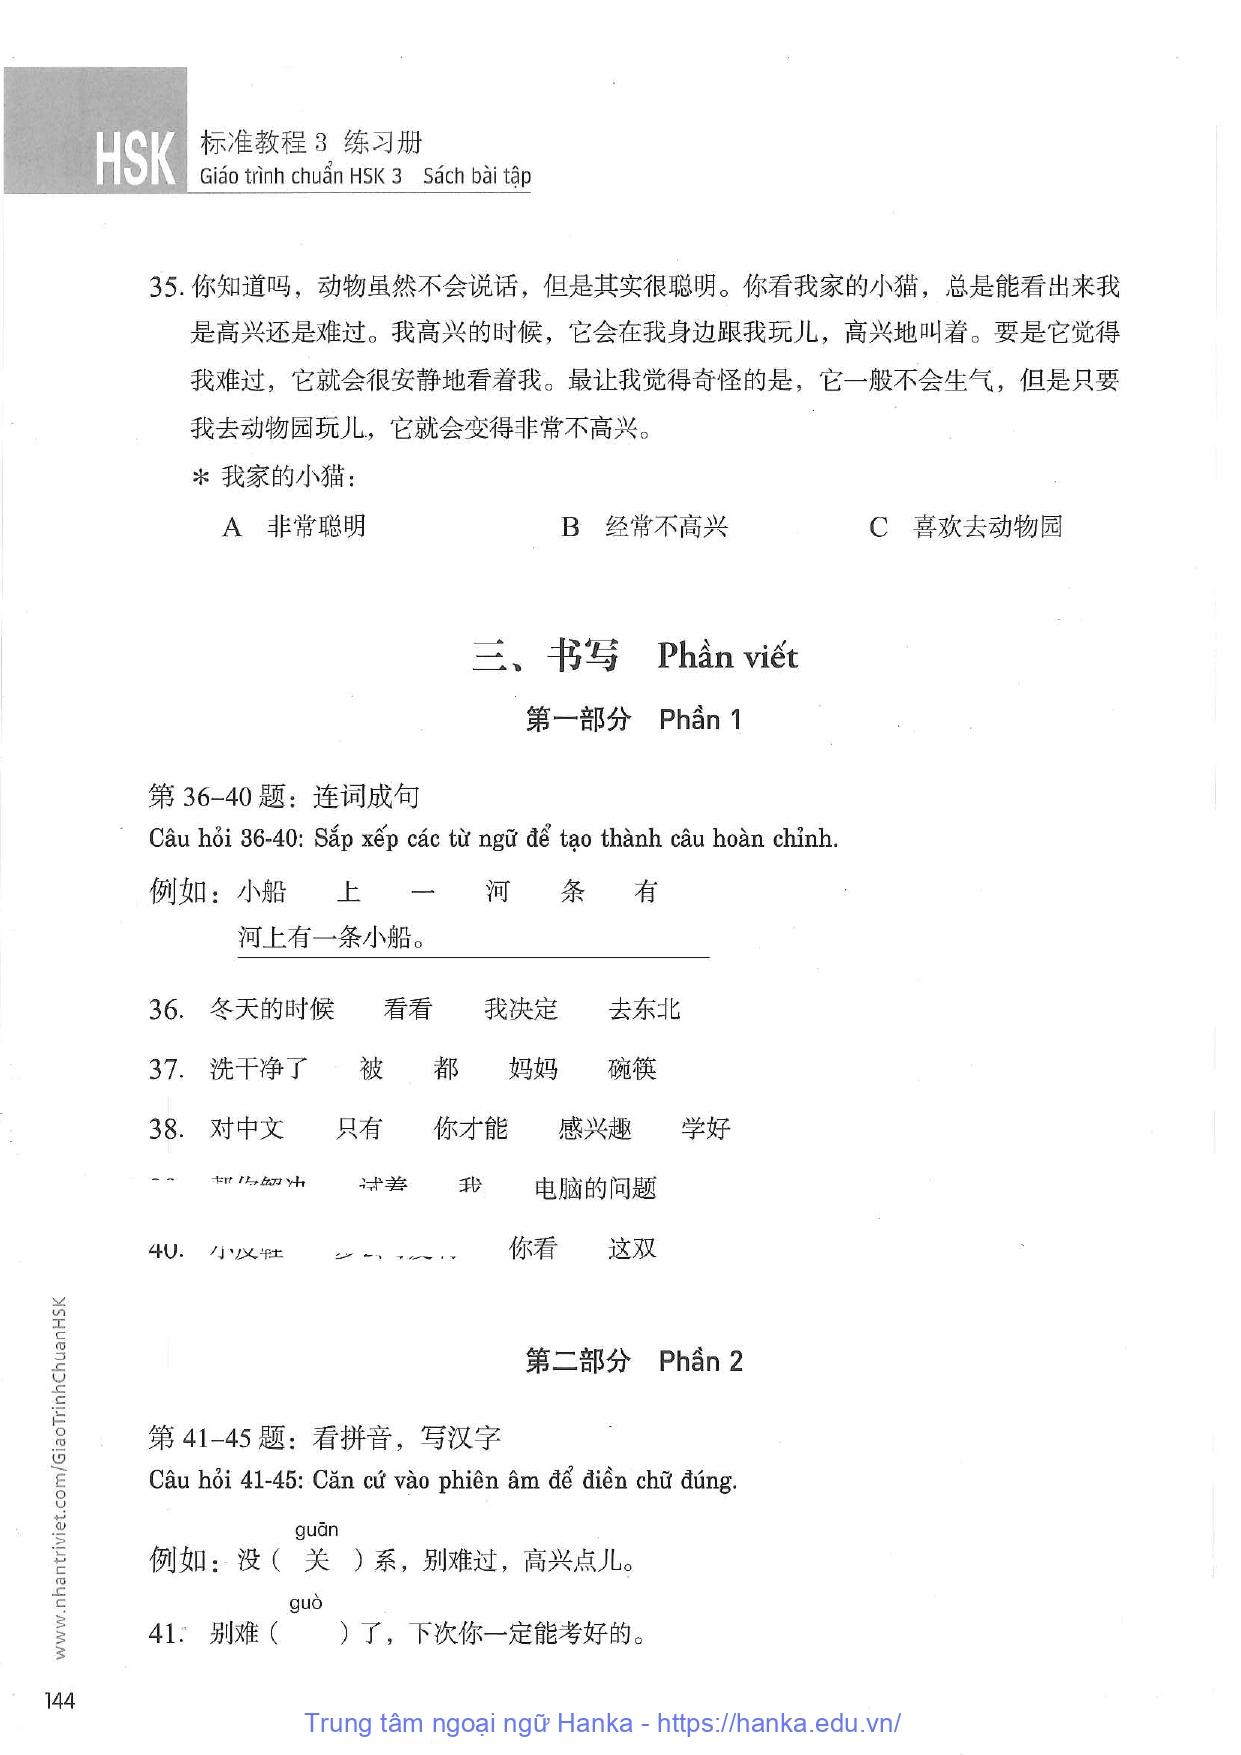 HSK 标准教程 3 练习册
Giáo trình chuẩn HSK 3 Sách bài tập
35. 你知道吗，动物虽然不会说话，但是其实很聪明。你看我家的小猫，总是能看出来我
是高兴还是难过。我高兴的时候，它会在我身边跟我玩儿，高兴地叫着。要是它觉得
我难过，它就会很安静地看着我。最让我觉得奇怪的是，它一般不会生气，但是只要
我去动物园玩儿，它就会变得非常不高兴。
* 我家的小猫：
A 非常聪明 B 经常不高兴 C 喜欢去动物园
三、书写 Phần viết
第一部分 Phần 1
第 36–40 题：连词成句
Câu hỏi 36-40: Sắp xếp các từ ngữ để tạo thành câu hoàn chỉnh.
例如：小船 上 一 河 条 有
河上有一条小船。
36. 冬天的时候 看看 我决定 去东北
37. 洗干净了 被 都 妈妈 碗筷
38. 对中文 只有 你才能 感兴趣 学好
试着 我 电脑的问题
40. 小皮鞋 你看 这双
第二部分 Phần 2
第 41–45 题：看拼音，写汉字
Câu hỏi 41-45: Căn cứ vào phiên âm để điền chữ đúng.
guān
例如：没（ 关 ）系，别难过，高兴点儿。
guò
41. 别难（ ）了，下次你一定能考好的。
www.nhantriviet.com/GiaoTrinhChuanHSK
144
Trung tâm ngoại ngữ Hanka - https://hanka.edu.vn/